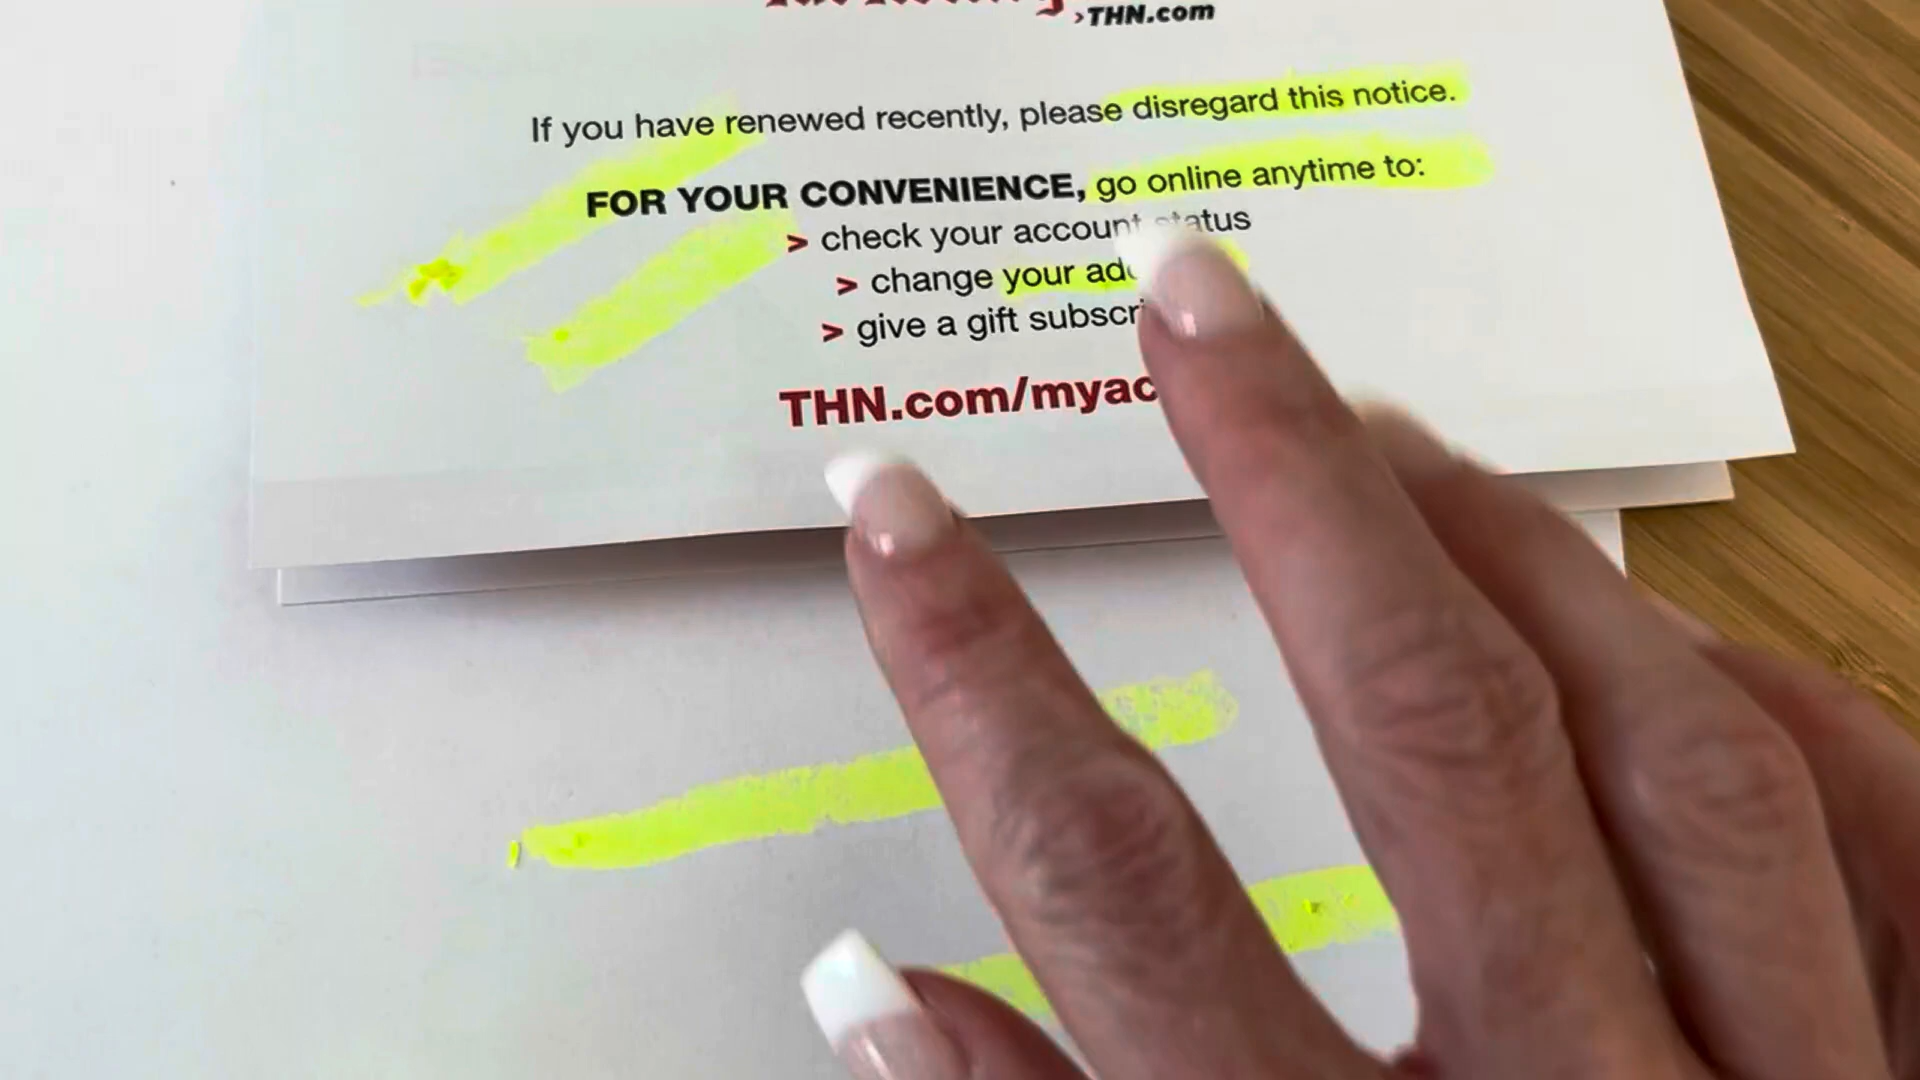 >THN.com
If you have renewed recently, please disregard this notice.
FOR YOUR CONVENIENCE, go online anytime to:
> check your account status
> change your
> give a gift
THN.com/myac